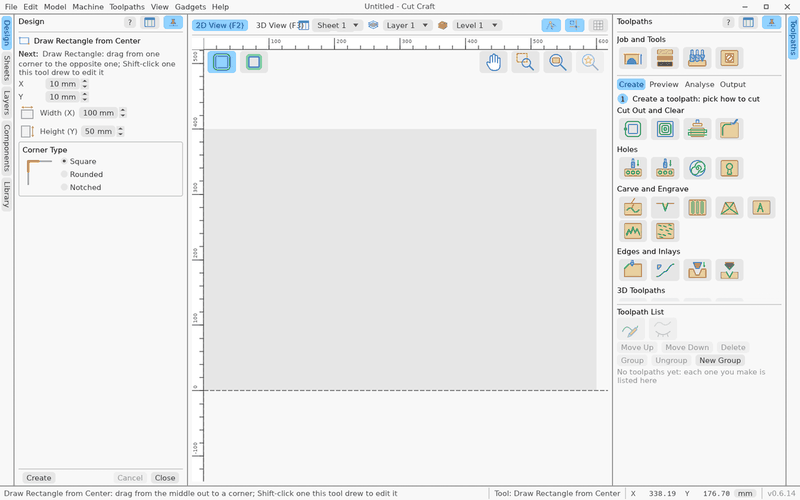 Untitled - Cut Craft
File Edit Model Machine Toolpaths View Gadgets Help
Design
Sheets
Layers
Components
Library
Design
?
Draw Rectangle from Center
Next: Draw Rectangle: drag from one
corner to the opposite one; Shift-click one
this tool drew to edit it
X 10 mm
Y 10 mm
Width (X) 100 mm
Height (Y) 50 mm
Corner Type
Square
Rounded
Notched
Create Cancel Close
2D View (F2) 3D View (F3) Sheet 1 Layer 1 Level 1
0 200 300 400 500 600
500
400
300
200
100
0
-100
Toolpaths
?
Job and Tools
Create Preview Analyse Output
1 Create a toolpath: pick how to cut
Cut Out and Clear
Holes
Carve and Engrave
A
Edges and Inlays
3D Toolpaths
Toolpath List
Move Up Move Down Delete
Group Ungroup New Group
No toolpaths yet: each one you make is
listed here
Toolpaths
Draw Rectangle from Center: drag from the middle out to a corner; Shift-click one this tool drew to edit it
Tool: Draw Rectangle from Center X 338.19 Y 176.70 mm v0.6.14